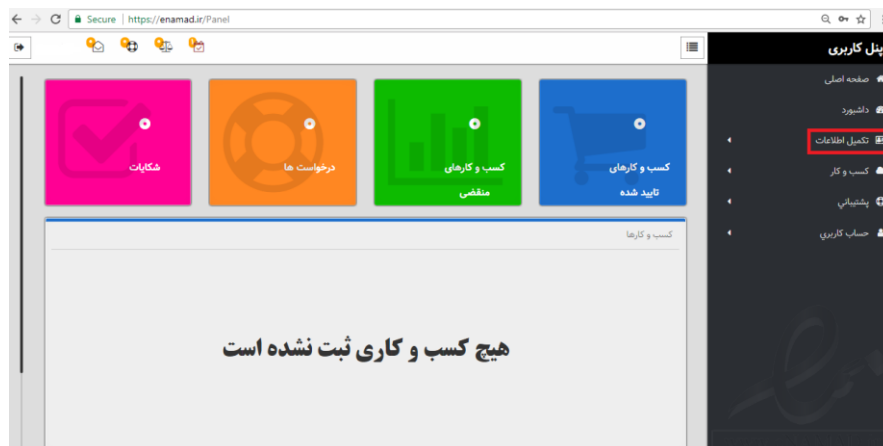 Secure | https://enamad.ir/Panel
پنل کاربری
صفحه اصلی
داشبورد
تکمیل اطلاعات
کسب و کار
پشتیبانی
حساب کاربری
کسب و کارهای
تایید شده
کسب و کارهای
منقضی
درخواست ها
شکایات
کسب و کارها
هیچ کسب و کاری ثبت نشده است